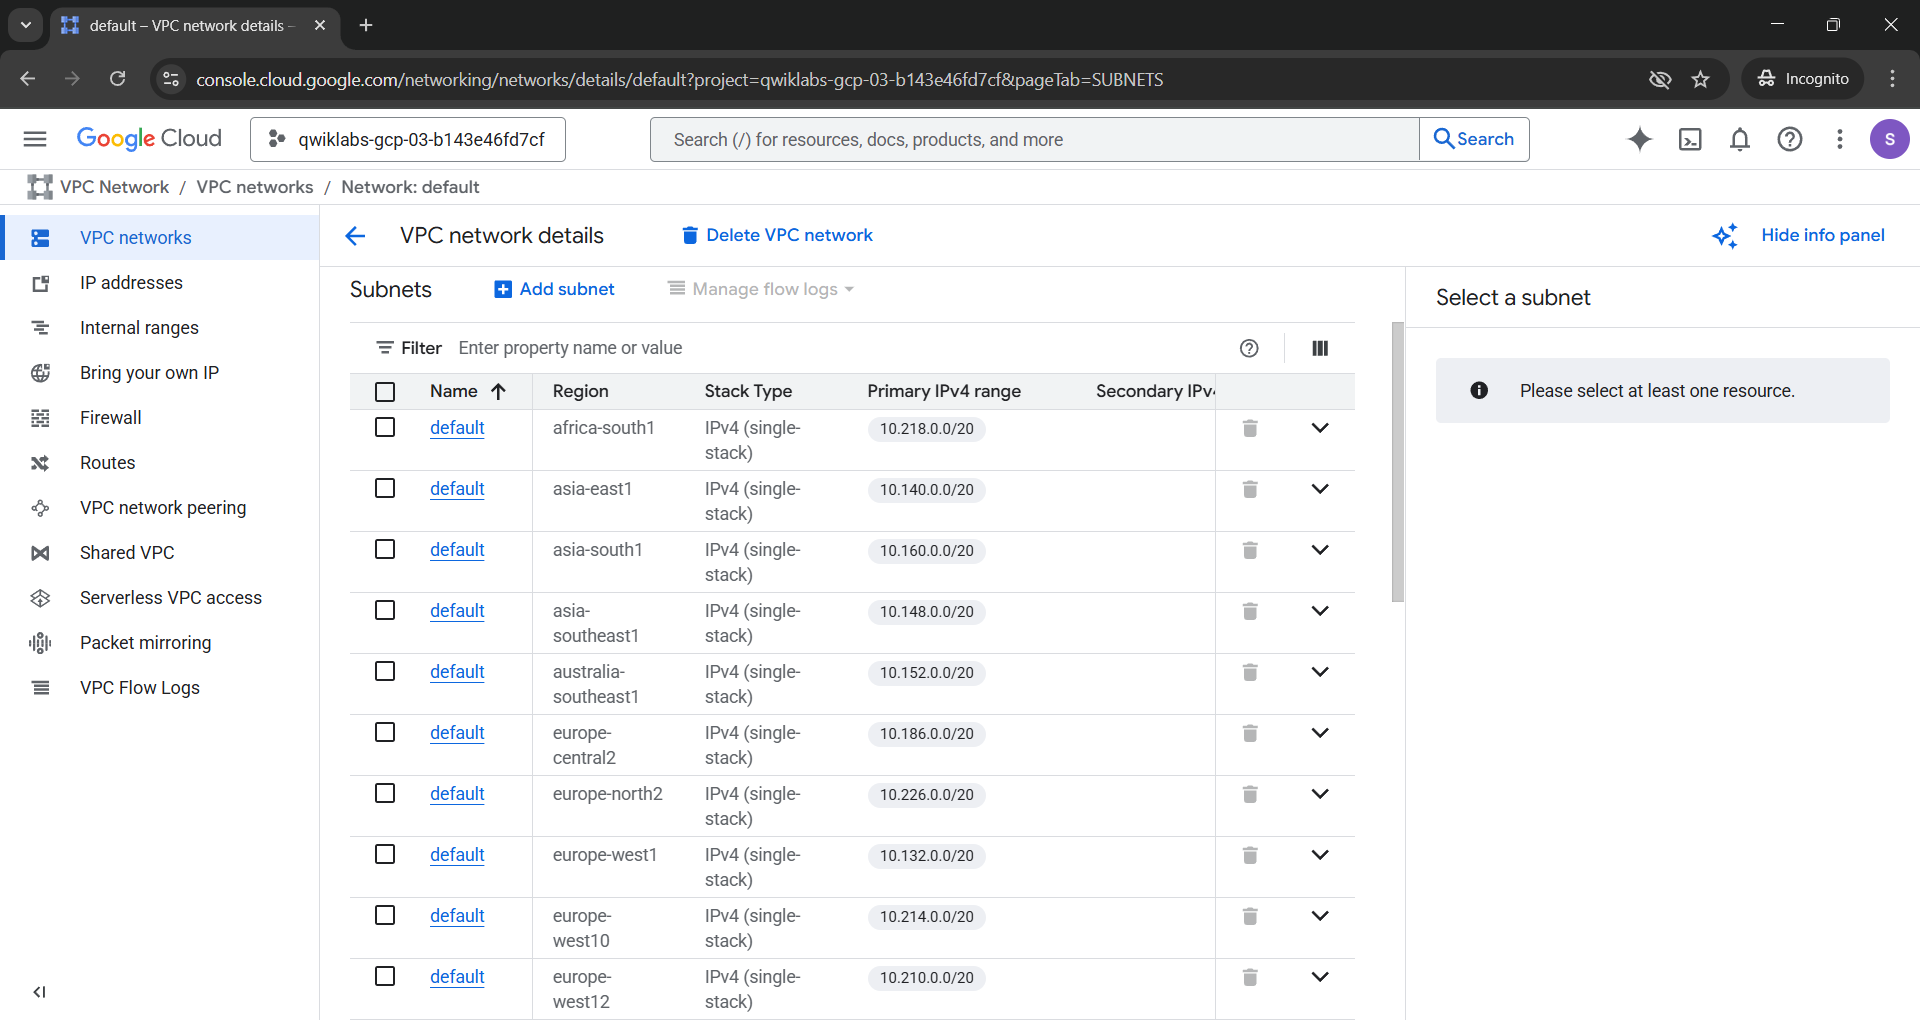 default – VPC network details –
console.cloud.google.com/networking/networks/details/default?project=qwiklabs-gcp-03-b143e46fd7cf&pageTab=SUBNETS
Incognito
Google Cloud
qwiklabs-gcp-03-b143e46fd7cf
Search (/) for resources, docs, products, and more
Search
S
VPC Network / VPC networks / Network: default
VPC networks
IP addresses
Internal ranges
Bring your own IP
Firewall
Routes
VPC network peering
Shared VPC
Serverless VPC access
Packet mirroring
VPC Flow Logs
VPC network details
Delete VPC network
Hide info panel
Subnets
Add subnet
Manage flow logs
Filter Enter property name or value
Name Region Stack Type Primary IPv4 range Secondary IPv4
default africa-south1 IPv4 (single-
stack) 10.218.0.0/20
default asia-east1 IPv4 (single-
stack) 10.140.0.0/20
default asia-south1 IPv4 (single-
stack) 10.160.0.0/20
default asia-
southeast1 IPv4 (single-
stack) 10.148.0.0/20
default australia-
southeast1 IPv4 (single-
stack) 10.152.0.0/20
default europe-
central2 IPv4 (single-
stack) 10.186.0.0/20
default europe-north2 IPv4 (single-
stack) 10.226.0.0/20
default europe-west1 IPv4 (single-
stack) 10.132.0.0/20
default europe-
west10 IPv4 (single-
stack) 10.214.0.0/20
default europe-
west12 IPv4 (single-
stack) 10.210.0.0/20
Select a subnet
Please select at least one resource.